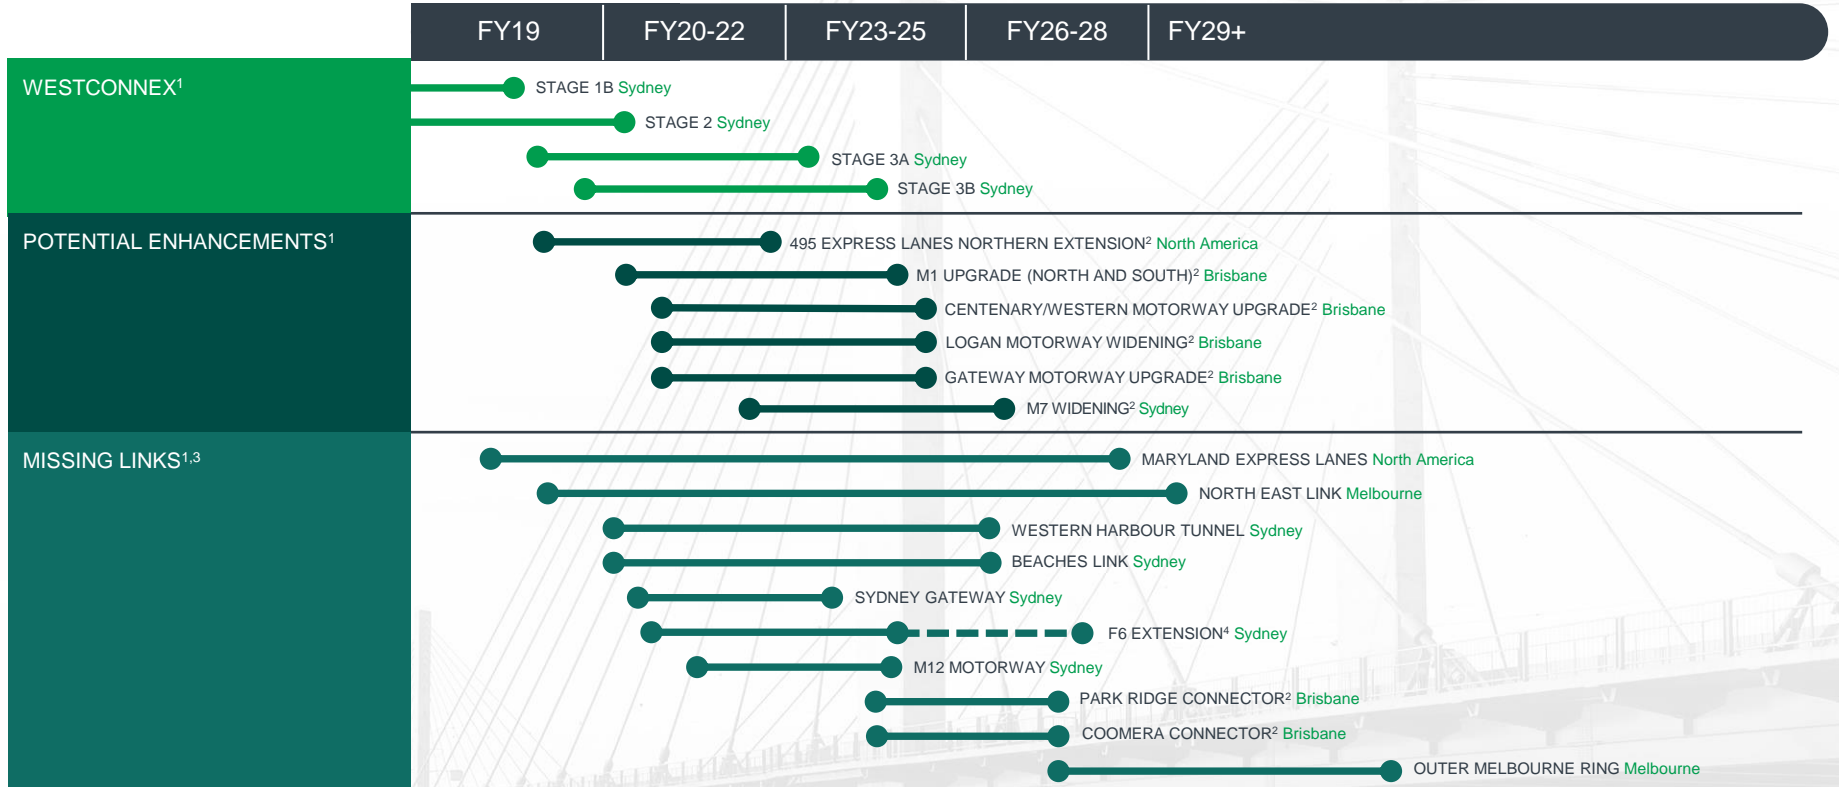 FY19 FY20-22 FY23-25 FY26-28 FY29+
WESTCONNEX¹
STAGE 1B Sydney
STAGE 2 Sydney
STAGE 3A Sydney
STAGE 3B Sydney
POTENTIAL ENHANCEMENTS¹
495 EXPRESS LANES NORTHERN EXTENSION² North America
M1 UPGRADE (NORTH AND SOUTH)² Brisbane
CENTENARY/WESTERN MOTORWAY UPGRADE² Brisbane
LOGAN MOTORWAY WIDENING² Brisbane
GATEWAY MOTORWAY UPGRADE² Brisbane
M7 WIDENING² Sydney
MISSING LINKS¹,³
MARYLAND EXPRESS LANES North America
NORTH EAST LINK Melbourne
WESTERN HARBOUR TUNNEL Sydney
BEACHES LINK Sydney
SYDNEY GATEWAY Sydney
F6 EXTENSION⁴ Sydney
M12 MOTORWAY Sydney
PARK RIDGE CONNECTOR² Brisbane
COOMERA CONNECTOR² Brisbane
OUTER MELBOURNE RING Melbourne